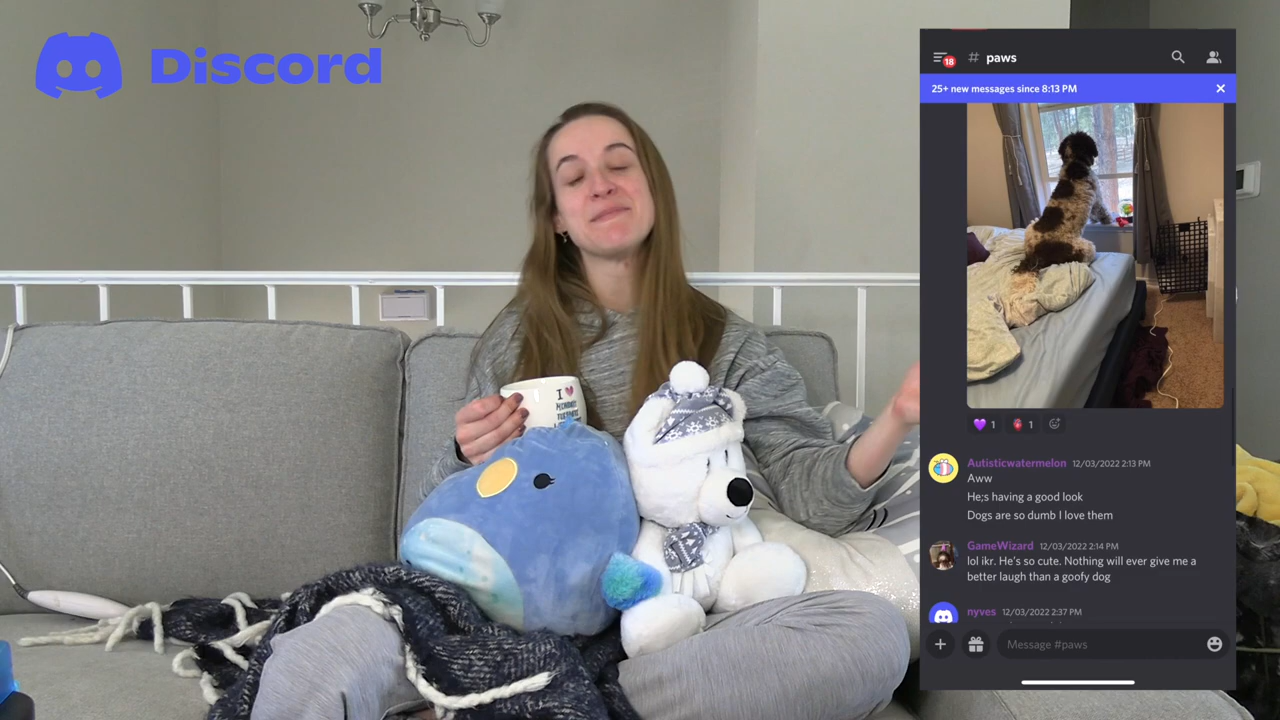 Discord
18
# paws
25+ new messages since 8:13 PM
1
1
Autisticwatermelon 12/03/2022 2:13 PM
Aww
He;s having a good look
Dogs are so dumb I love them
GameWizard 12/03/2022 2:14 PM
lol ikr. He's so cute. Nothing will ever give me a
better laugh than a goofy dog
nyves 12/03/2022 2:37 PM
Message #paws
I